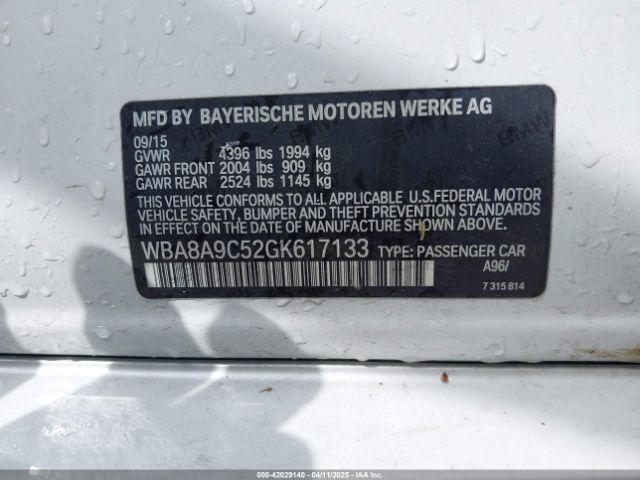 MFD BY BAYERISCHE MOTOREN WERKE AG
09/15
GVWR 4396 lbs 1994 kg
GAWR FRONT 2004 lbs 909 kg
GAWR REAR 2524 lbs 1145 kg
THIS VEHICLE CONFORMS TO ALL APPLICABLE U.S.FEDERAL MOTOR
VEHICLE SAFETY, BUMPER AND THEFT PREVENTION STANDARDS
IN EFFECT ON THE DATE OF MANUFACTURE SHOWN ABOVE.
WBA8A9C52GK617133 TYPE: PASSENGER CAR
A96/
7 315 814
000-42029140 - 04/11/2025 - IAAI.COM